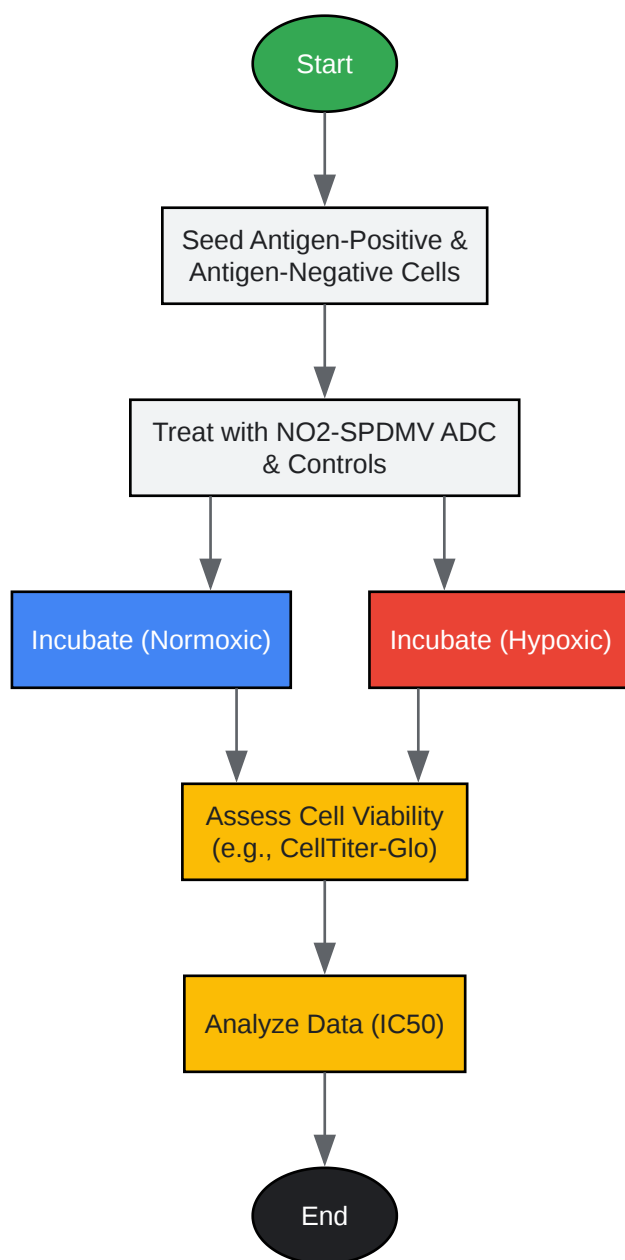 Start
Seed Antigen-Positive &
Antigen-Negative Cells
Treat with NO2-SPDMV ADC
& Controls
Incubate (Normoxic)
Incubate (Hypoxic)
Assess Cell Viability
(e.g., CellTiter-Glo)
Analyze Data (IC50)
End